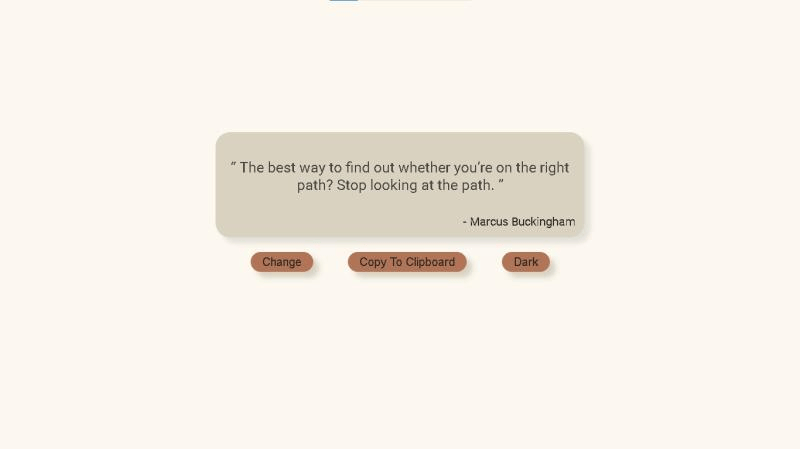 " The best way to find out whether you're on the right
path? Stop looking at the path. "
- Marcus Buckingham
Change
Copy To Clipboard
Dark